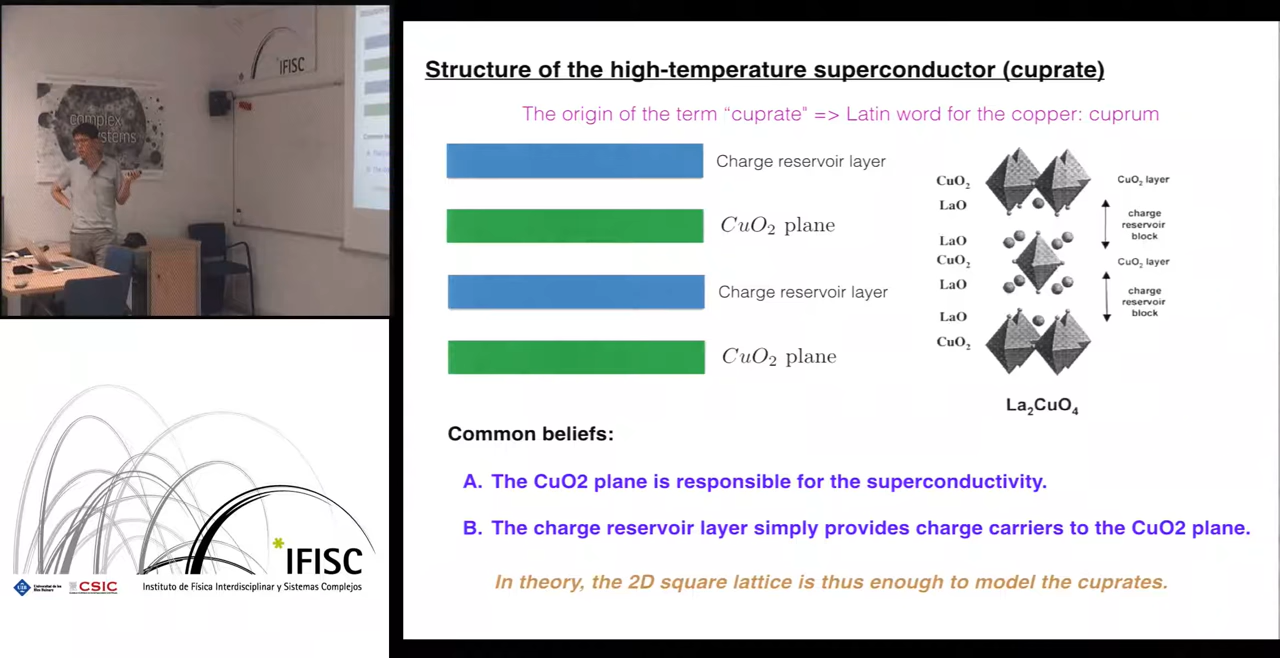 IFISC
complex
systems
Structure of the high-temperature superconductor (cuprate)
The origin of the term “cuprate" => Latin word for the copper: cuprum
Charge reservoir layer
CuO2 plane
Charge reservoir layer
CuO2 plane
CuO2
LaO
LaO
CuO2
LaO
LaO
CuO2
CuO2 layer
charge
reservoir
block
CuO2 layer
charge
reservoir
block
La2CuO4
Common beliefs:
A. The CuO2 plane is responsible for the superconductivity.
B. The charge reservoir layer simply provides charge carriers to the CuO2 plane.
In theory, the 2D square lattice is thus enough to model the cuprates.
*IFISC
CSIC
Instituto de Física Interdisciplinar y Sistemas Complejos